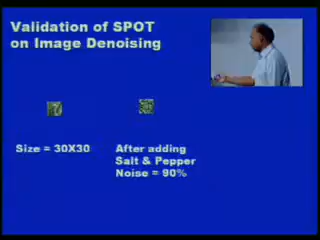 Validation of SPOT
on Image Denoising
Size = 30X30
After adding
Salt & Pepper
Noise = 90%